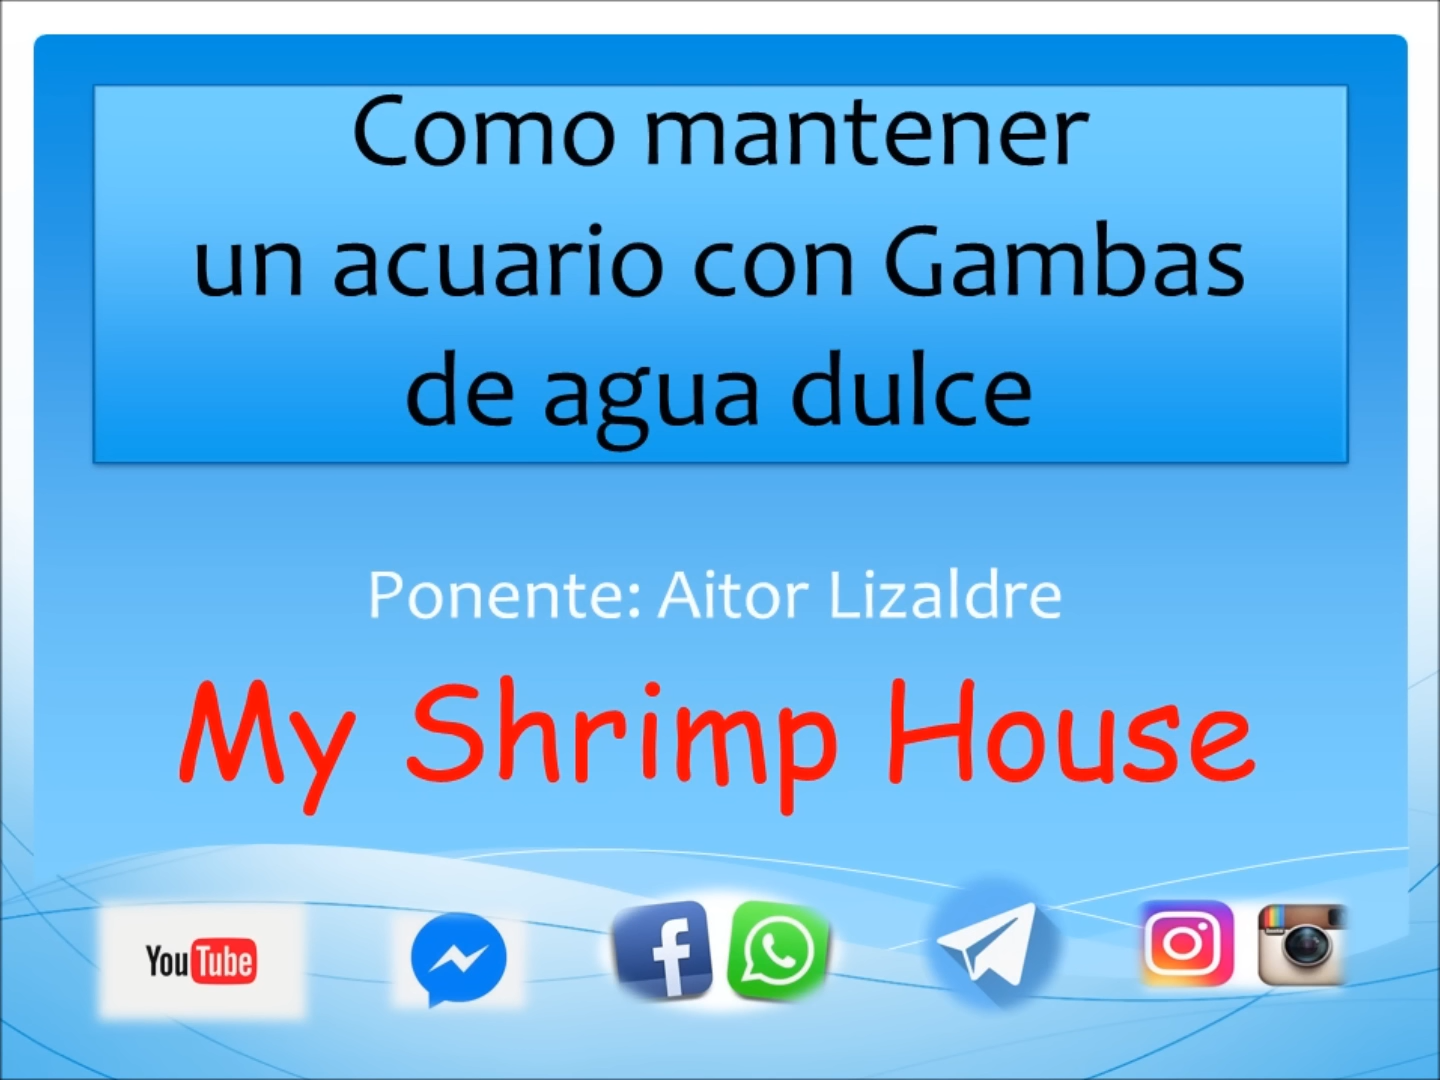 Como mantener
un acuario con Gambas
de agua dulce
Ponente: Aitor Lizaldre
My Shrimp House
YouTube